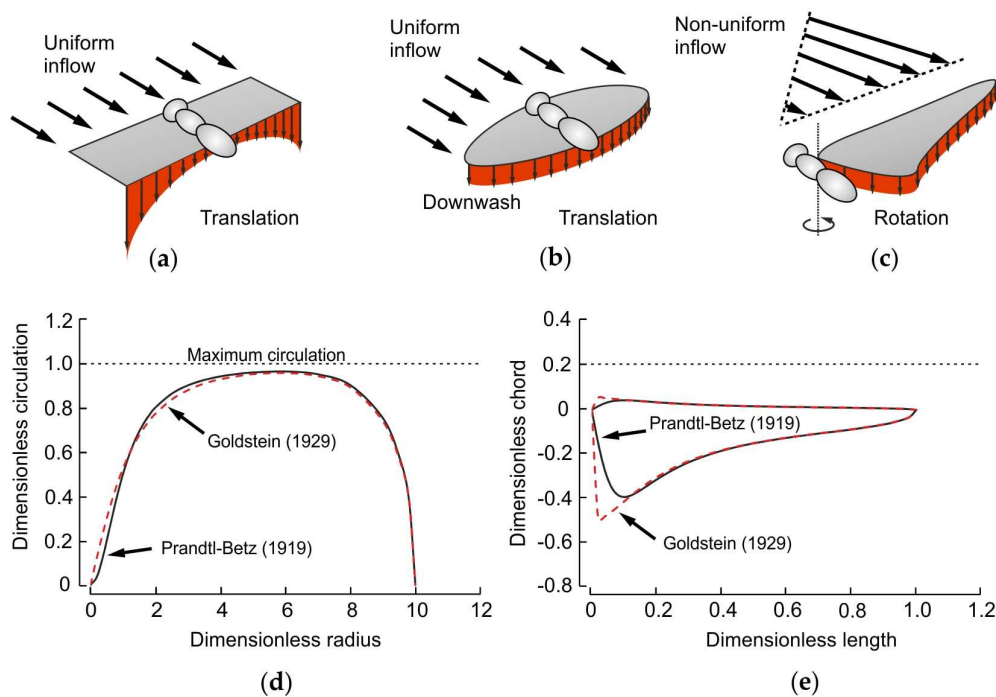 Uniform
inflow
Translation
(a)
Uniform
inflow
Downwash
Translation
(b)
Non-uniform
inflow
Rotation
(c)
Dimensionless circulation
1.2
1.0
0.8
0.6
0.4
0.2
0
Maximum circulation
Goldstein (1929)
Prandtl-Betz (1919)
0 2 4 6 8 10 12
Dimensionless radius
(d)
Dimensionless chord
0.4
0.2
0
-0.2
-0.4
-0.6
-0.8
Prandtl-Betz (1919)
Goldstein (1929)
0 0.2 0.4 0.6 0.8 1.0 1.2
Dimensionless length
(e)